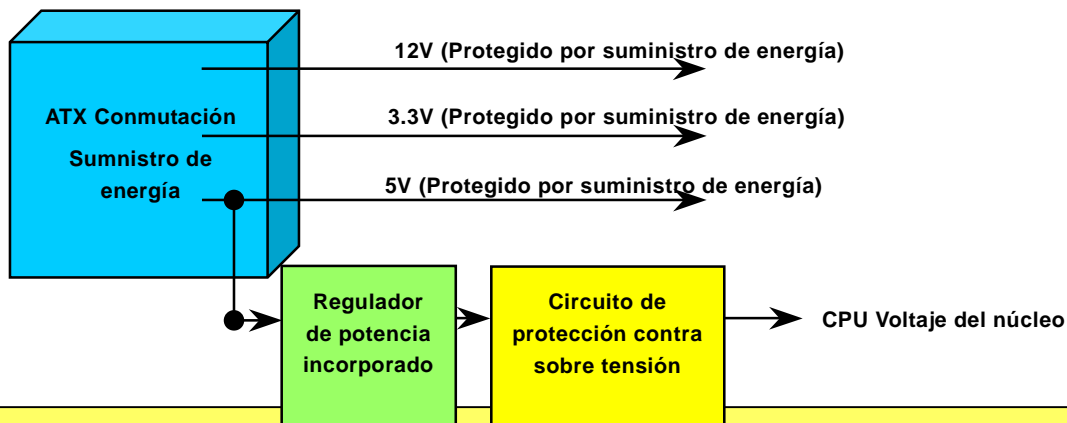 12V (Protegido por suministro de energía)
ATX Conmutación
3.3V (Protegido por suministro de energía)
Sumnistro de
energía
5V (Protegido por suministro de energía)
Regulador
de potencia
incorporado
Circuito de
protección contra
sobre tensión
CPU Voltaje del núcleo